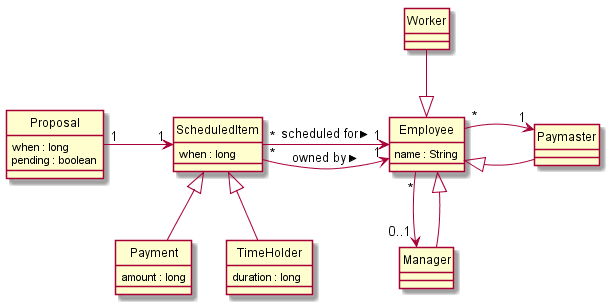 Worker
Proposal
when : long
pending : boolean
1
1
ScheduledItem
when : long
* scheduled for► 1
* owned by► 1
Employee
name : String
*
1
Paymaster
*
0..1
Payment
amount : long
TimeHolder
duration : long
Manager